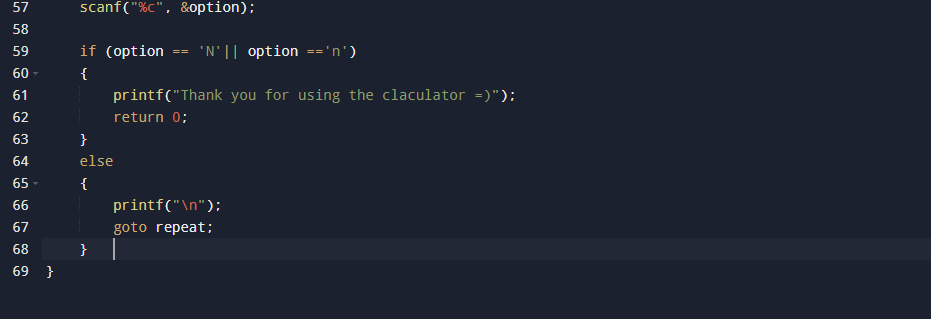 57 scanf("%c", &option);
58
59 if (option == 'N'|| option =='n')
60 {
61 printf("Thank you for using the claculator =)");
62 return 0;
63 }
64 else
65 {
66 printf("\n");
67 goto repeat;
68 }
69 }